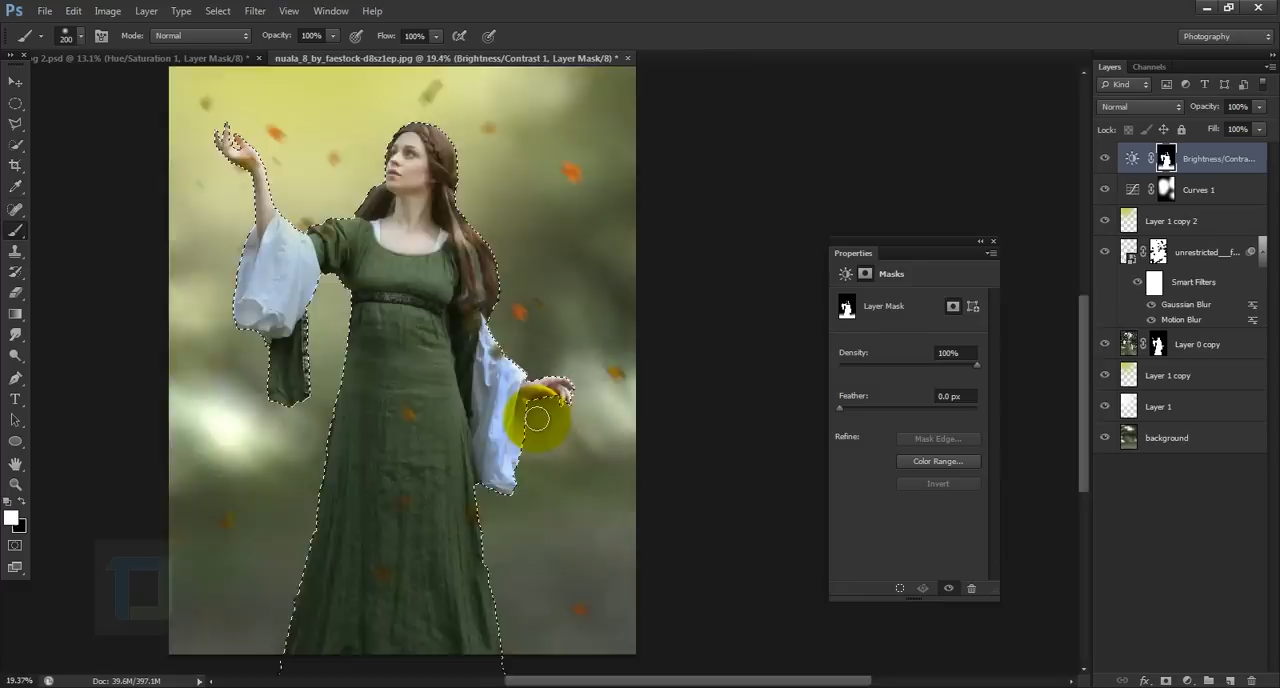 Ps File Edit Image Layer Type Select Filter View Window Help
200 Mode: Normal Opacity: 100% Flow: 100% Photography
g 2.psd @ 13.1% (Hue/Saturation 1, Layer Mask/8) * × nuala_8_by_faestock-d8sz1ep.jpg @ 19.4% (Brightness/Contrast 1, Layer Mask/8) * ×
Layers Channels
Kind
Normal Opacity: 100%
Lock: Fill: 100%
Brightness/Contra...
Curves 1
Layer 1 copy 2
unrestricted___f...
Smart Filters
Gaussian Blur
Motion Blur
Layer 0 copy
Layer 1 copy
Layer 1
background
Properties
Masks
Layer Mask
Density: 100%
Feather: 0.0 px
Refine: Mask Edge...
Color Range...
Invert
19.37% Doc: 39.6M/397.1M